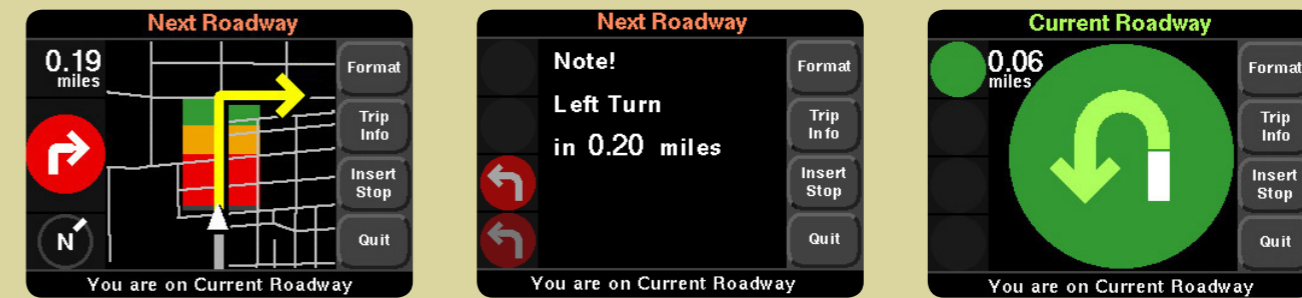 Next Roadway
0.19
miles
N
Format
Trip
Info
Insert
Stop
Quit
You are on Current Roadway
Next Roadway
Note!
Left Turn
in 0.20 miles
Format
Trip
Info
Insert
Stop
Quit
You are on Current Roadway
Current Roadway
0.06
miles
Format
Trip
Info
Insert
Stop
Quit
You are on Current Roadway